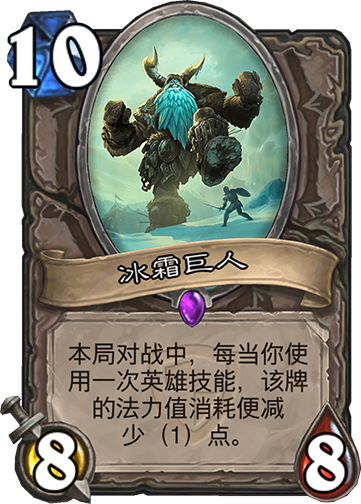 10
冰霜巨人
本局对战中，每当你使
用一次英雄技能，该牌
的法力值消耗便减
少（1）点。
8
8